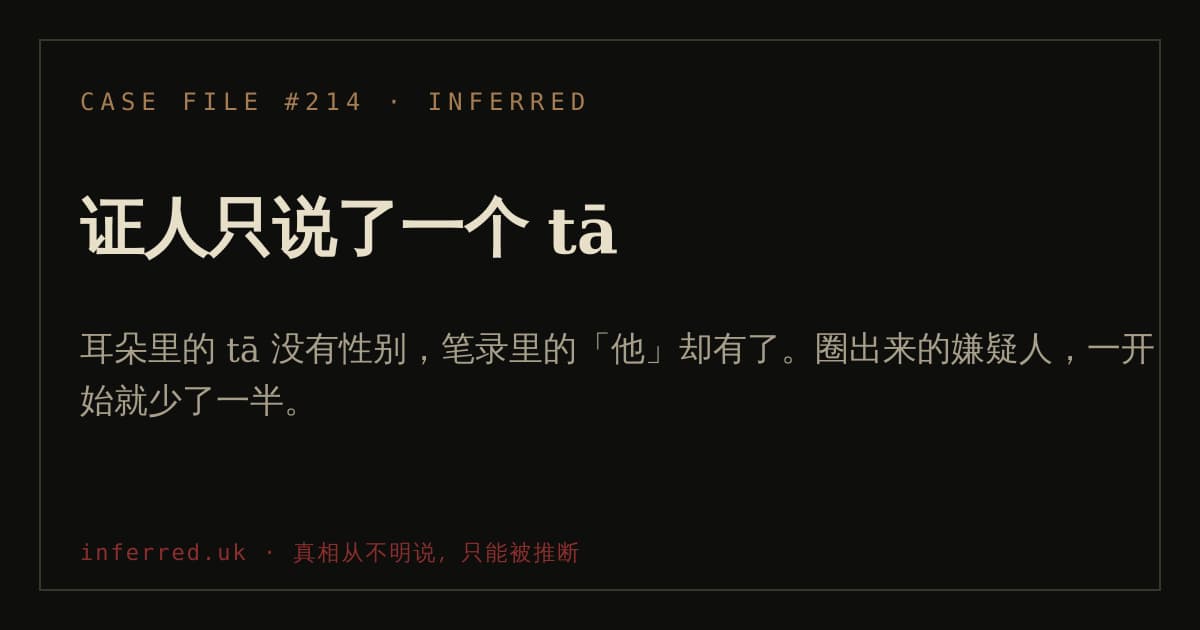 CASE FILE #214 · INFERRED
证人只说了一个 tā
耳朵里的 tā 没有性别，笔录里的「他」却有了。圈出来的嫌疑人，一开
始就少了一半。
inferred.uk · 真相从不明说，只能被推断